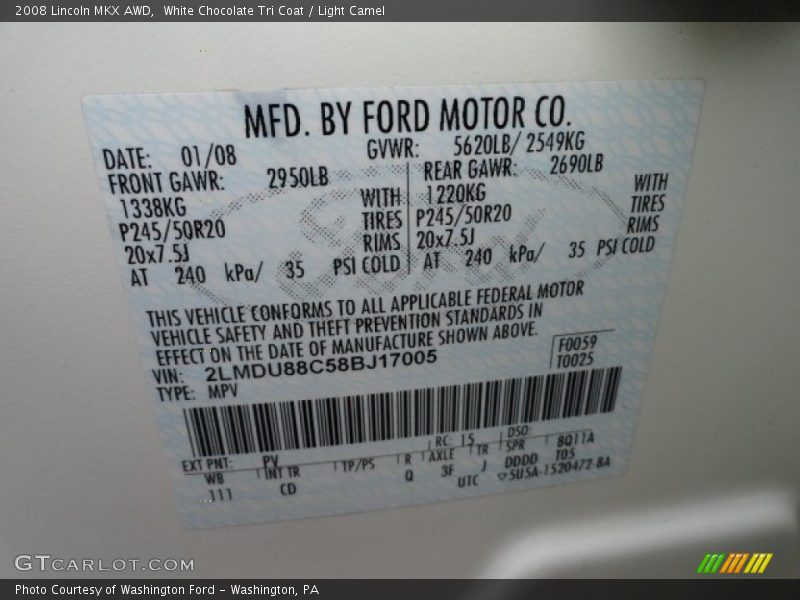 2008 Lincoln MKX AWD,  White Chocolate Tri Coat / Light Camel
MFD. BY FORD MOTOR CO.
DATE: 01/08 GVWR: 5620LB/ 2549KG
FRONT GAWR: 2950LB REAR GAWR: 2690LB
1338KG WITH 1220KG WITH
P245/50R20 TIRES P245/50R20 TIRES
20x7.5J RIMS 20x7.5J RIMS
AT 240 kPa/ 35 PSI COLD AT 240 kPa/ 35 PSI COLD
THIS VEHICLE CONFORMS TO ALL APPLICABLE FEDERAL MOTOR
VEHICLE SAFETY AND THEFT PREVENTION STANDARDS IN
EFFECT ON THE DATE OF MANUFACTURE SHOWN ABOVE.
VIN: 2LMDU88C58BJ17005 F0059
TYPE: MPV T0025
EXT PNT: PV RC: 15 DSO:
WB INT TR TP/PS R AXLE TR SPR 8Q11A
111 CD Q 3F J DDDD T05
UTC ▽5U5A-1520472-BA
GTCARLOT.COM
Photo Courtesy of Washington Ford - Washington, PA